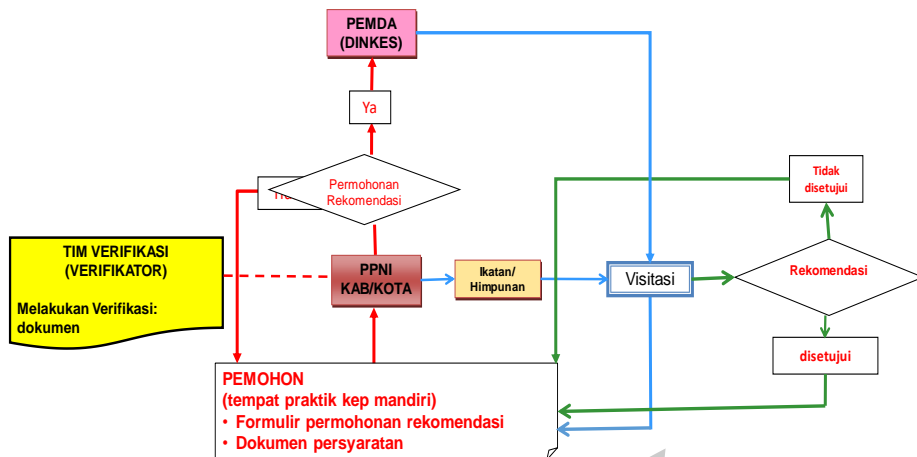 PEMDA
(DINKES)
Ya
Permohonan
Rekomendasi
Tidak
disetujui
TIM VERIFIKASI
(VERIFIKATOR)
Melakukan Verifikasi:
dokumen
PPNI
KAB/KOTA
Ikatan/
Himpunan
Visitasi
Rekomendasi
disetujui
PEMOHON
(tempat praktik kep mandiri)
• Formulir permohonan rekomendasi
• Dokumen persyaratan